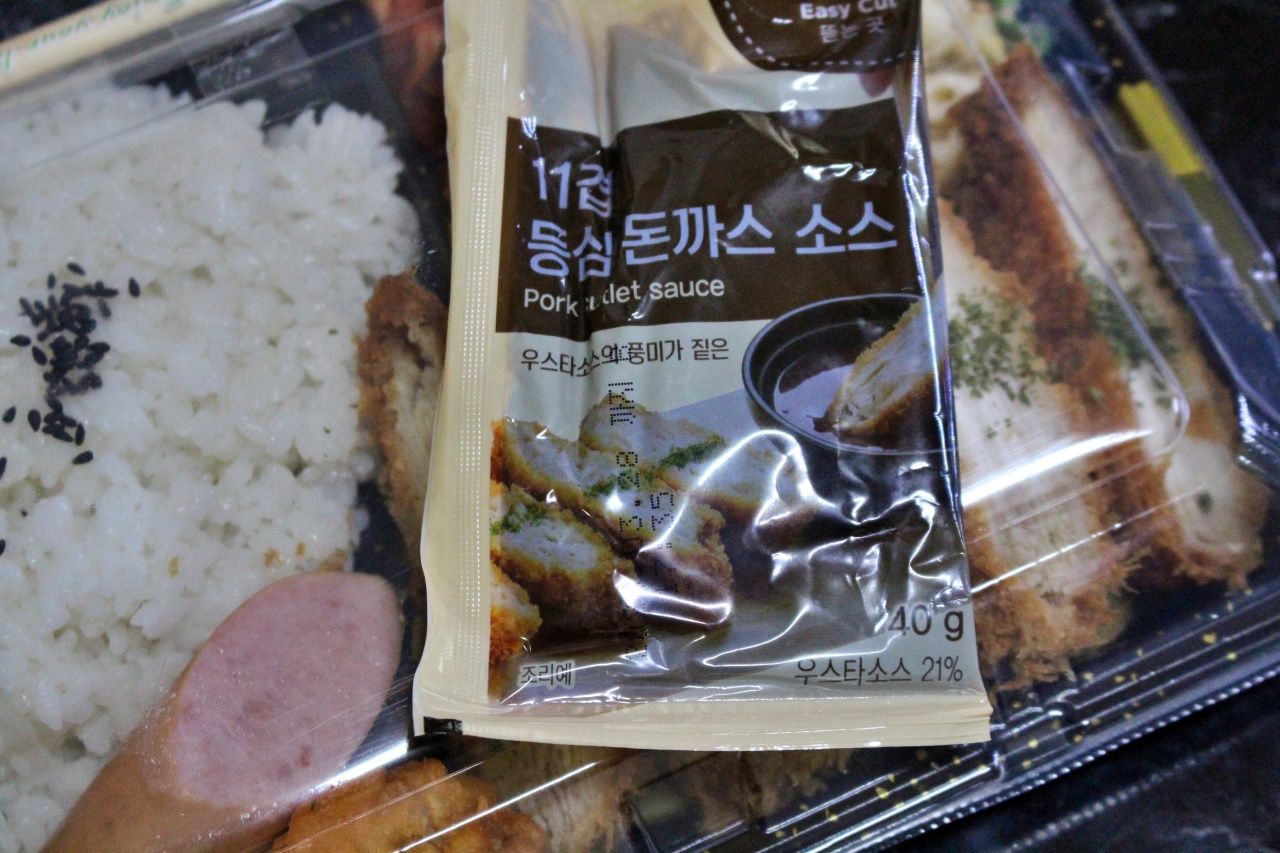 Enjoy your
Easy Cut
뜯는 곳
11겹
등심 돈까스 소스
Pork cutlet sauce
우스타소스의 풍미가 짙은
40 g
조리예
우스타소스 21%